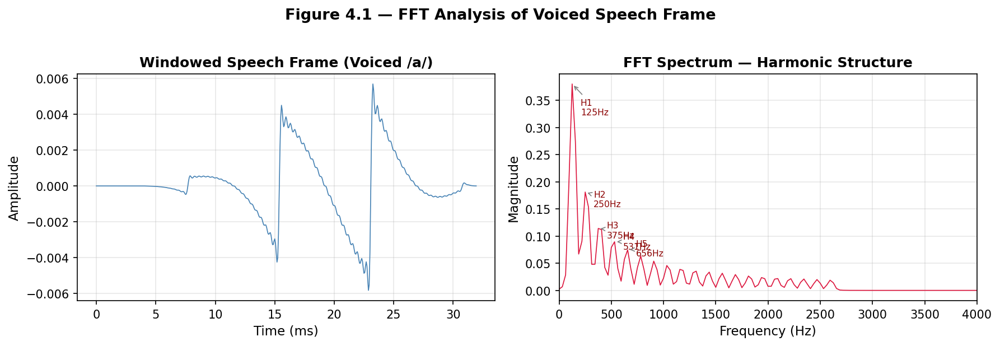 Figure 4.1 — FFT Analysis of Voiced Speech Frame
Windowed Speech Frame (Voiced /a/)
0.006
0.004
0.002
0.000
−0.002
−0.004
−0.006
Amplitude
0
5
10
15
20
25
30
Time (ms)
FFT Spectrum — Harmonic Structure
0.35
0.30
0.25
0.20
0.15
0.10
0.05
0.00
Magnitude
H1
125Hz
H2
250Hz
H3
375Hz
H4
531Hz
H5
656Hz
0
500
1000
1500
2000
2500
3000
3500
4000
Frequency (Hz)